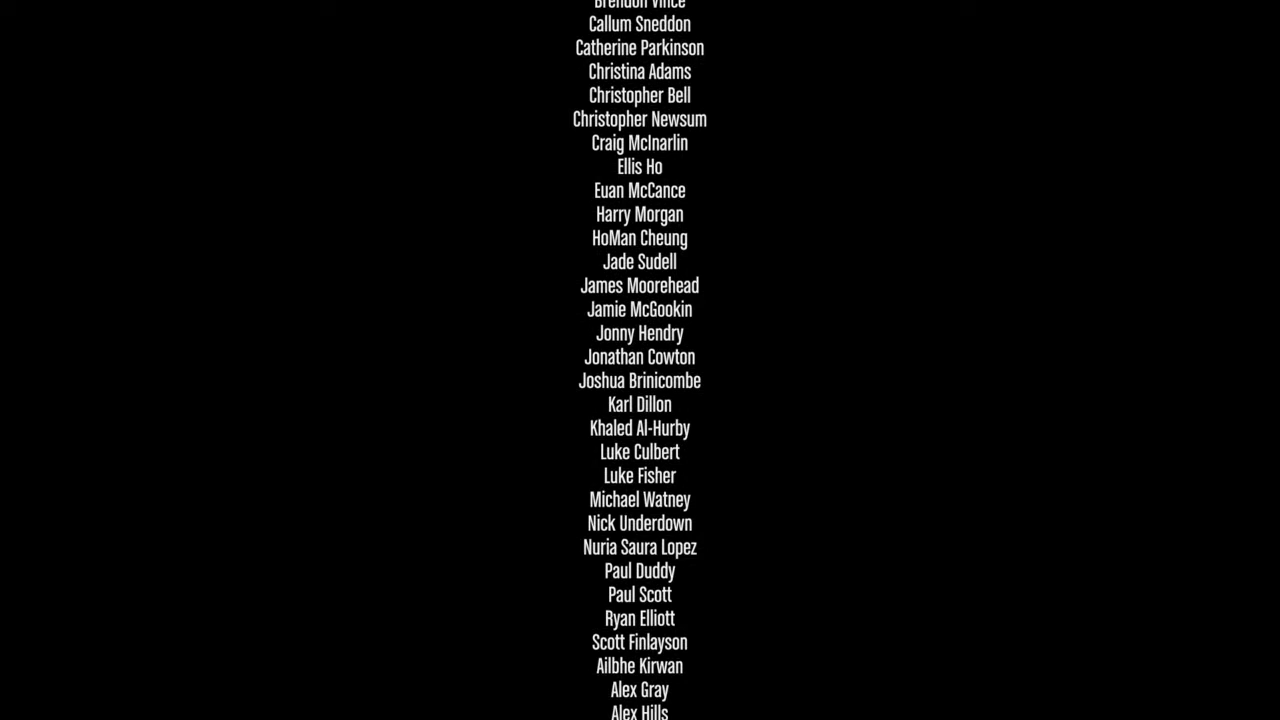 Brendon Vince
Callum Sneddon
Catherine Parkinson
Christina Adams
Christopher Bell
Christopher Newsum
Craig McInarlin
Ellis Ho
Euan McCance
Harry Morgan
HoMan Cheung
Jade Sudell
James Moorehead
Jamie McGookin
Jonny Hendry
Jonathan Cowton
Joshua Brinicombe
Karl Dillon
Khaled Al-Hurby
Luke Culbert
Luke Fisher
Michael Watney
Nick Underdown
Nuria Saura Lopez
Paul Duddy
Paul Scott
Ryan Elliott
Scott Finlayson
Ailbhe Kirwan
Alex Gray
Alex Hills